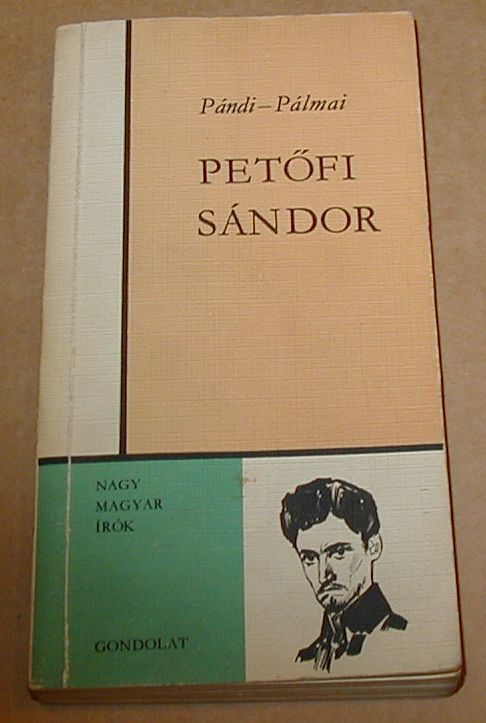 Pándi–Pálmai
PETŐFI
SÁNDOR
NAGY
MAGYAR
ÍRÓK
GONDOLAT